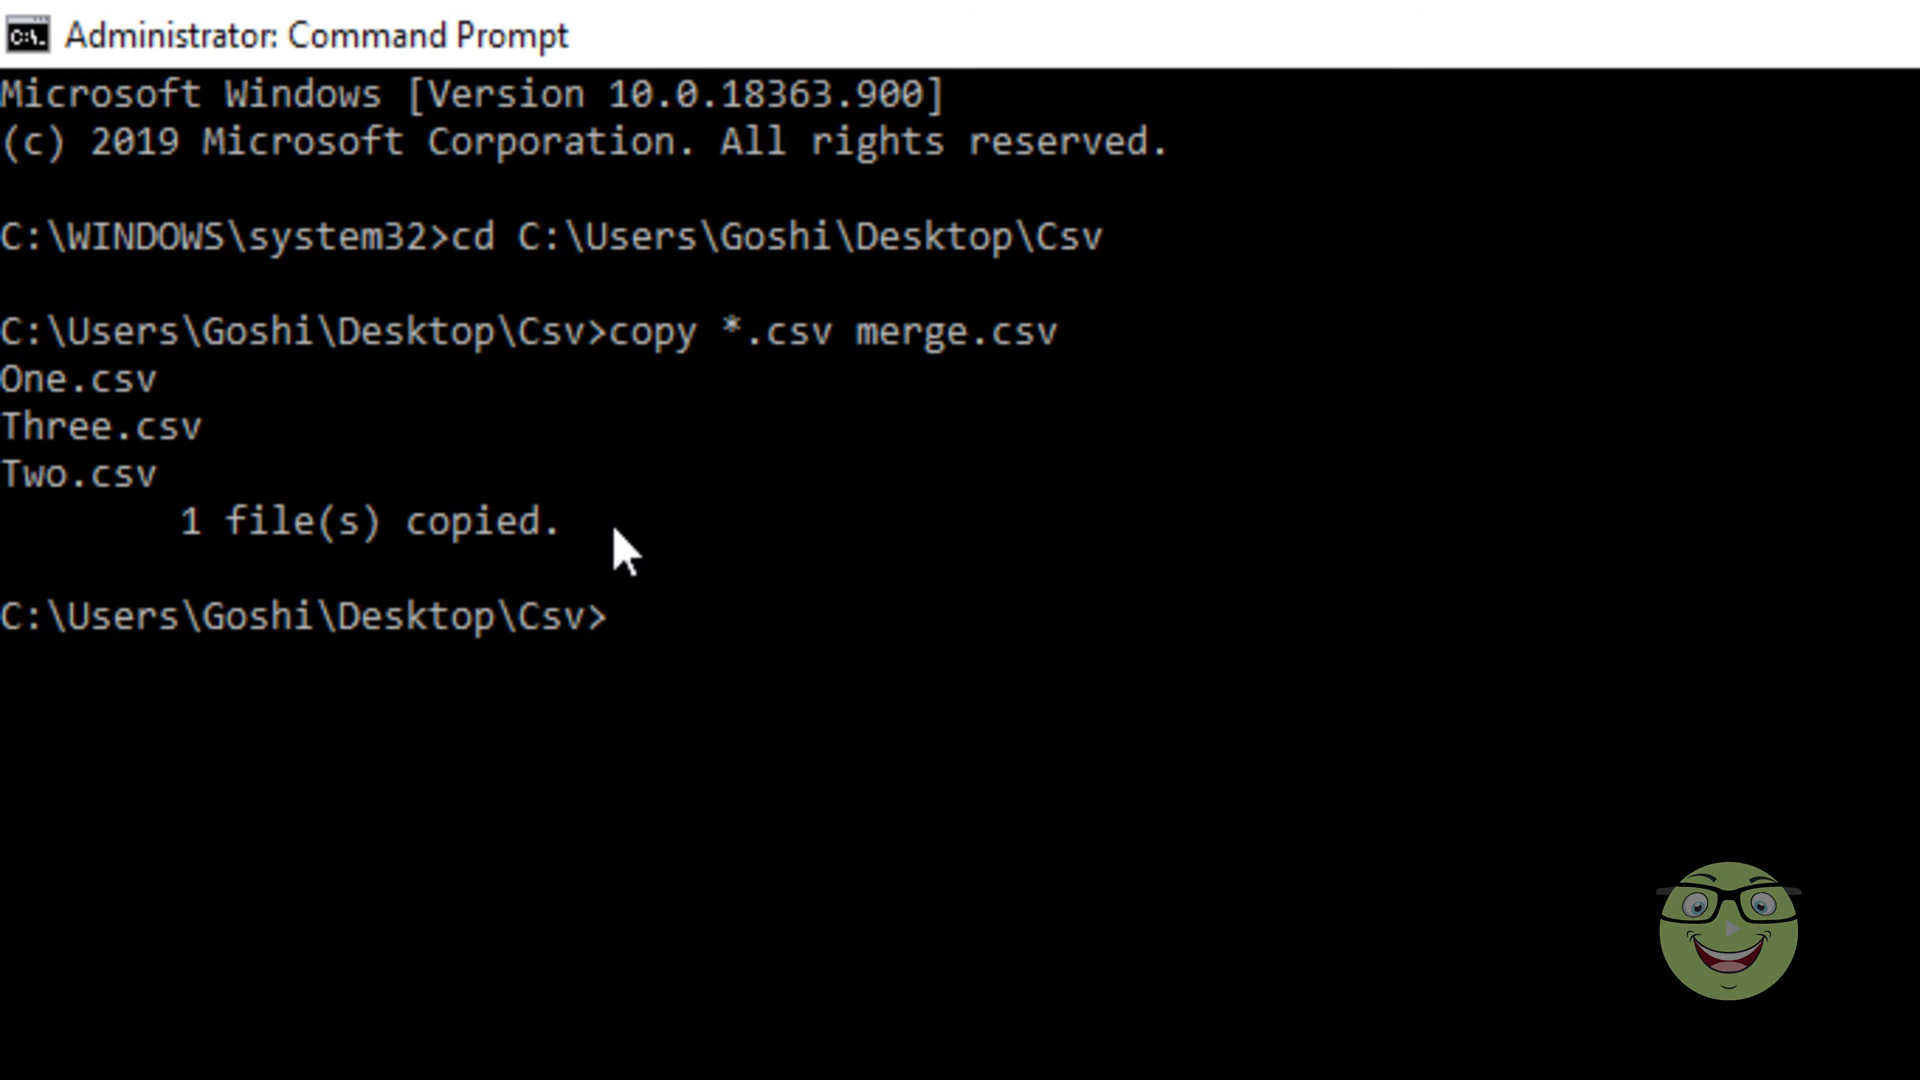 Administrator: Command Prompt
Microsoft Windows [Version 10.0.18363.900]
(c) 2019 Microsoft Corporation. All rights reserved.
C:\WINDOWS\system32>cd C:\Users\Goshi\Desktop\Csv
C:\Users\Goshi\Desktop\Csv>copy *.csv merge.csv
One.csv
Three.csv
Two.csv
1 file(s) copied.
C:\Users\Goshi\Desktop\Csv>